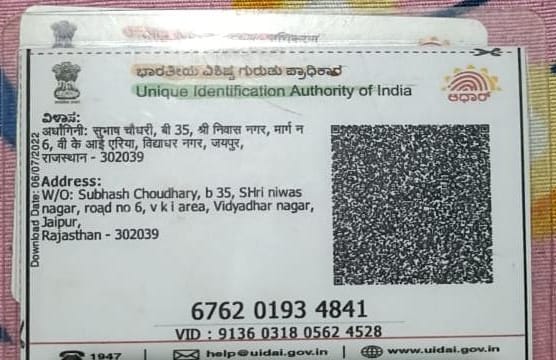 ಭಾರತೀಯ ವಿಶಿಷ್ಟ ಗುರುತು ಪ್ರಾಧಿಕಾರ
Unique Identification Authority of India
ಆಧಾರ್
ವಿಳಾಸ:
अर्धांगिनी: सुभाष चौधरी, बी 35, श्री निवास नगर, मार्ग न
6, वी के आई एरिया, विद्याधर नगर, जयपुर,
राजस्थान - 302039
Address:
W/O: Subhash Choudhary, b 35, SHri niwas
nagar, road no 6, v k i area, Vidyadhar nagar,
Jaipur,
Rajasthan - 302039
Download Date: 06/07/2022
6762 0193 4841
VID : 9136 0318 0562 4528
1947
help@uidai.gov.in
www.uidai.gov.in